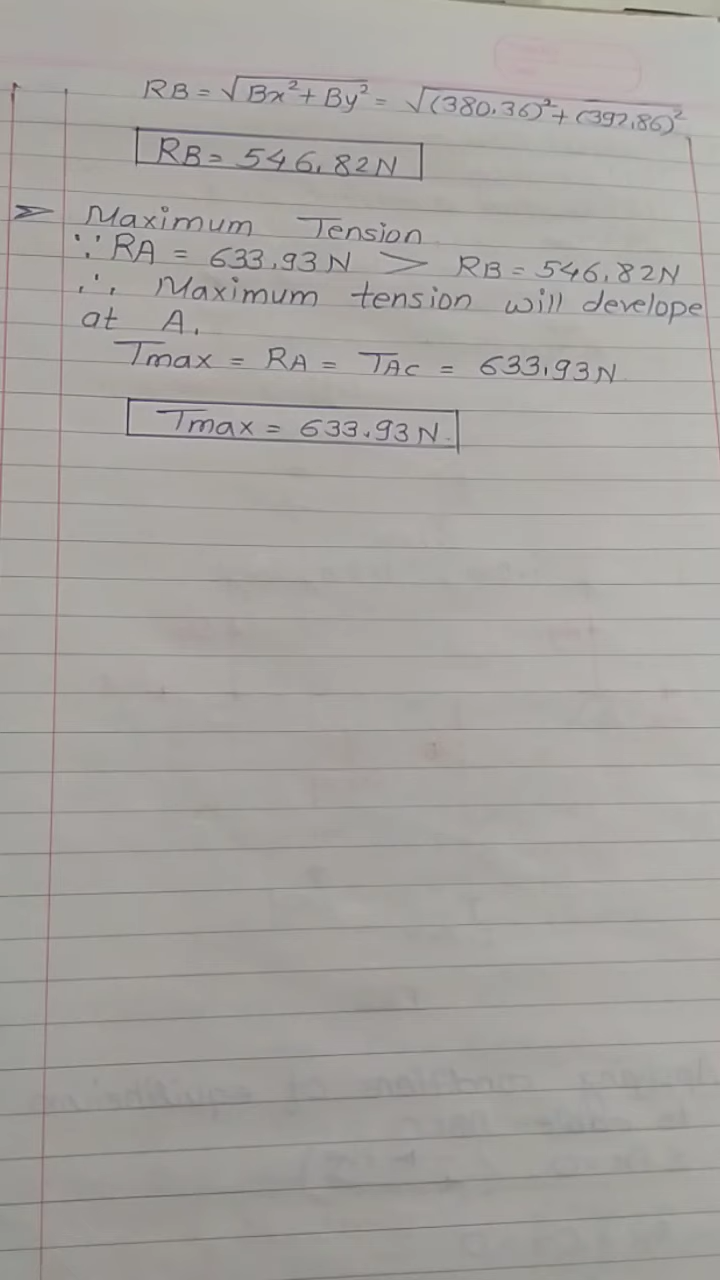 RB = √Bx² + By² = √(380.36)² + (392.86)²
RB = 546.82N
Maximum Tension
∵ RA = 633.93N > RB = 546.82N
∴ Maximum tension will develope
at A.
Tmax = RA = TAC = 633.93N
Tmax = 633.93N.